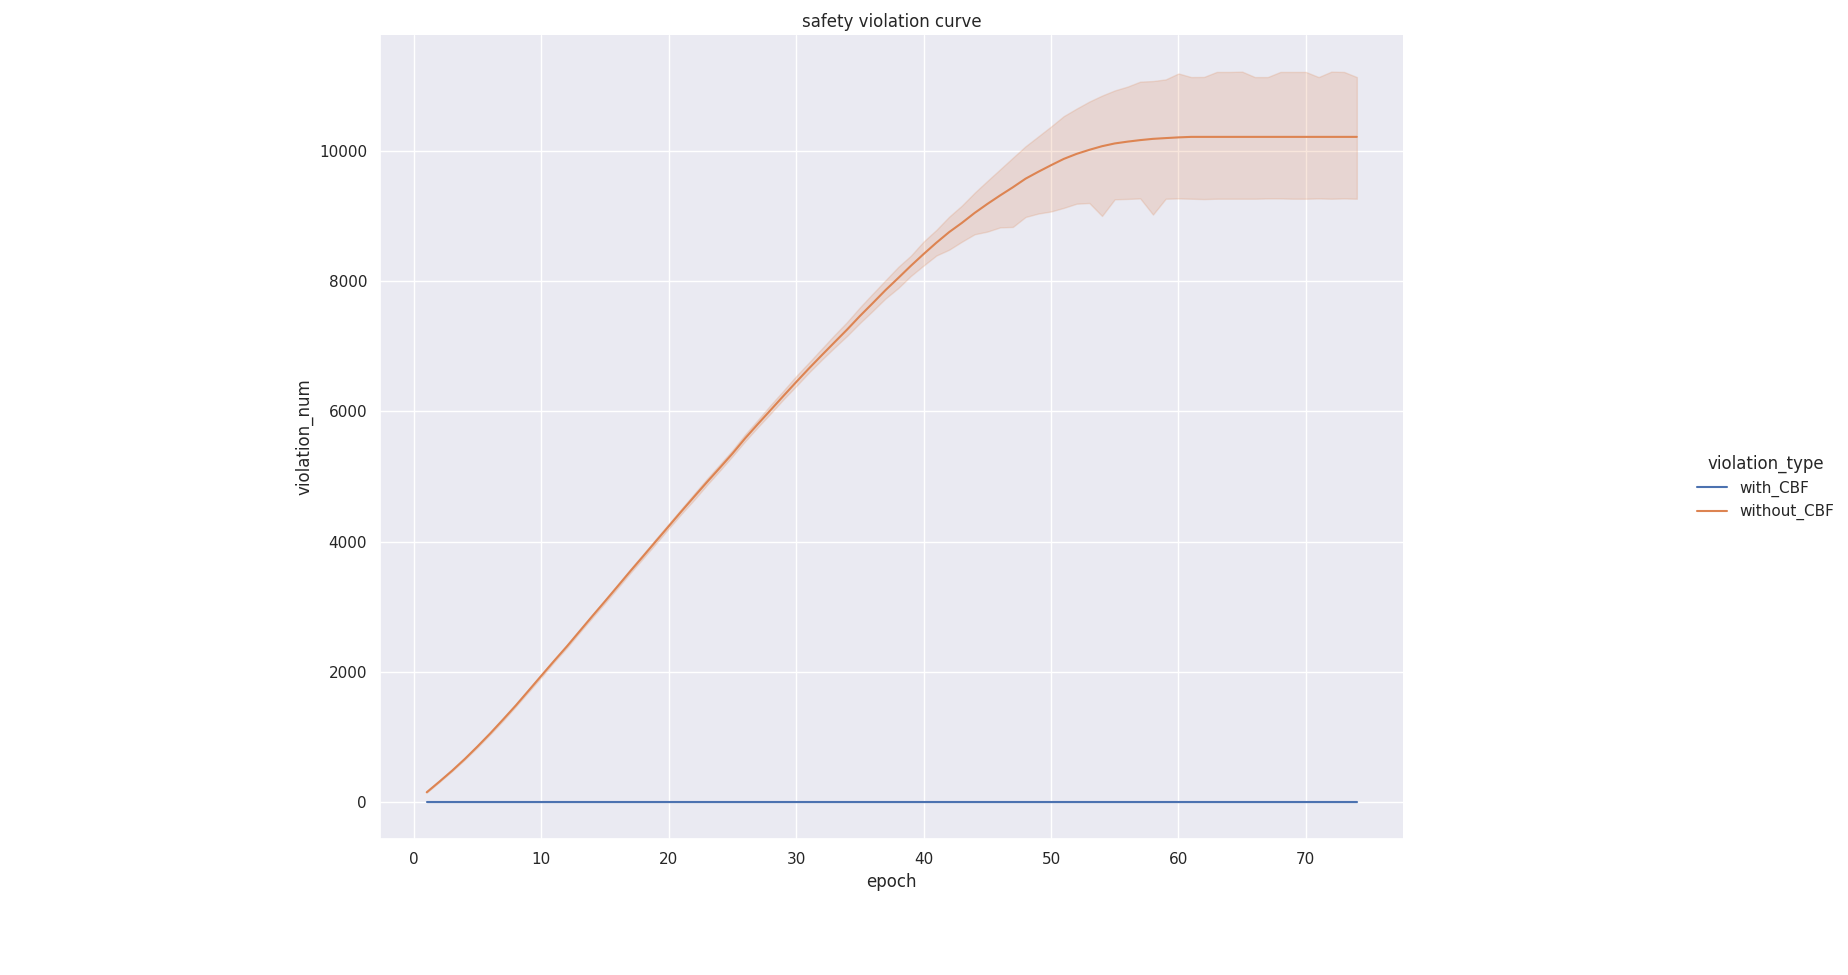 safety violation curve
violation_num
10000
8000
6000
4000
2000
0
0 10 20 30 40 50 60 70
epoch
violation_type
with_CBF
without_CBF